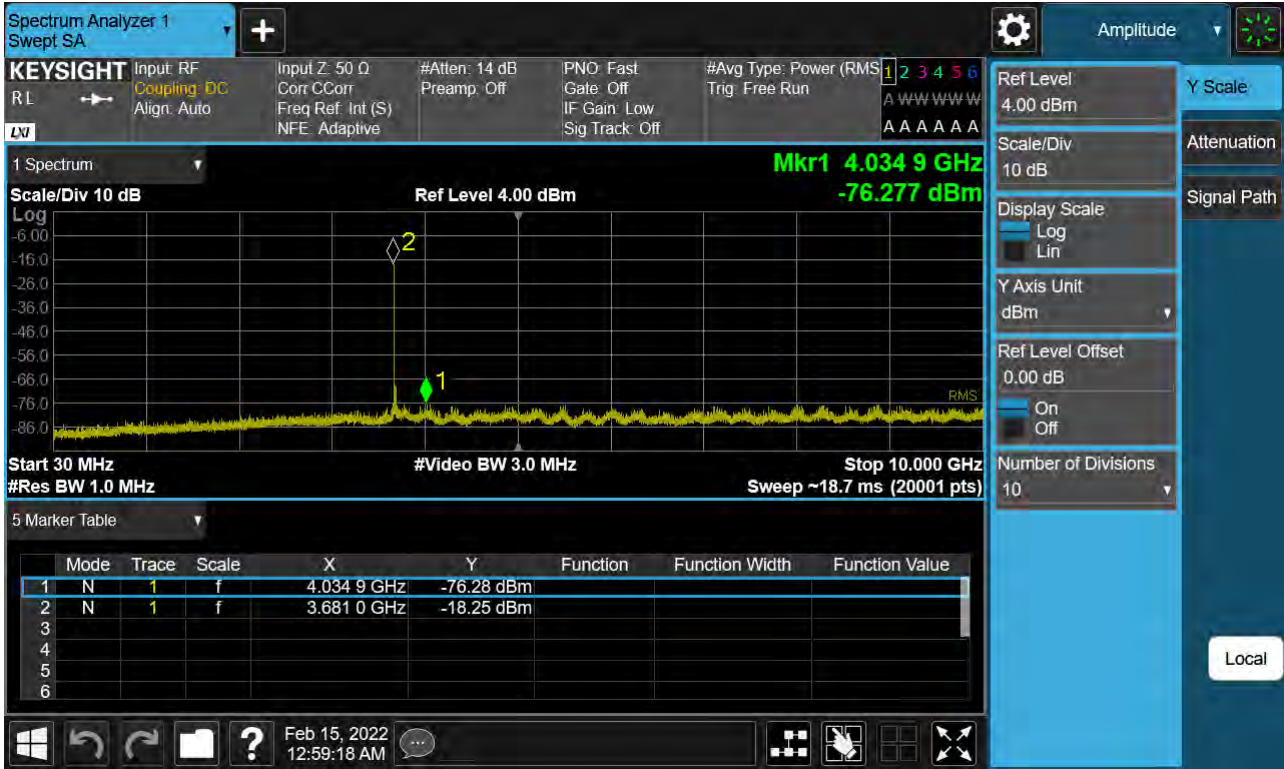 Spectrum Analyzer 1
Swept SA
+
Amplitude
KEYSIGHT
RL
LXI
Input: RF
Coupling: DC
Align: Auto
Input Z: 50 Ω
Corr CCorr
Freq Ref: Int (S)
NFE: Adaptive
#Atten: 14 dB
Preamp: Off
PNO: Fast
Gate: Off
IF Gain: Low
Sig Track: Off
#Avg Type: Power (RMS
Trig: Free Run
1 2 3 4 5 6
A W W W W W
A A A A A A
1 Spectrum
Mkr1 4.034 9 GHz
Scale/Div 10 dB
Ref Level 4.00 dBm
-76.277 dBm
Log
-6.00
-16.0
-26.0
-36.0
-46.0
-56.0
-66.0
-76.0
-86.0
2
1
RMS
Start 30 MHz
#Video BW 3.0 MHz
Stop 10.000 GHz
#Res BW 1.0 MHz
Sweep ~18.7 ms (20001 pts)
5 Marker Table
Mode Trace Scale X Y Function Function Width Function Value
1 N 1 f 4.034 9 GHz -76.28 dBm
2 N 1 f 3.681 0 GHz -18.25 dBm
3
4
5
6
Ref Level
4.00 dBm
Scale/Div
10 dB
Display Scale
Log
Lin
Y Axis Unit
dBm
Ref Level Offset
0.00 dB
On
Off
Number of Divisions
10
Y Scale
Attenuation
Signal Path
Local
?
Feb 15, 2022
12:59:18 AM